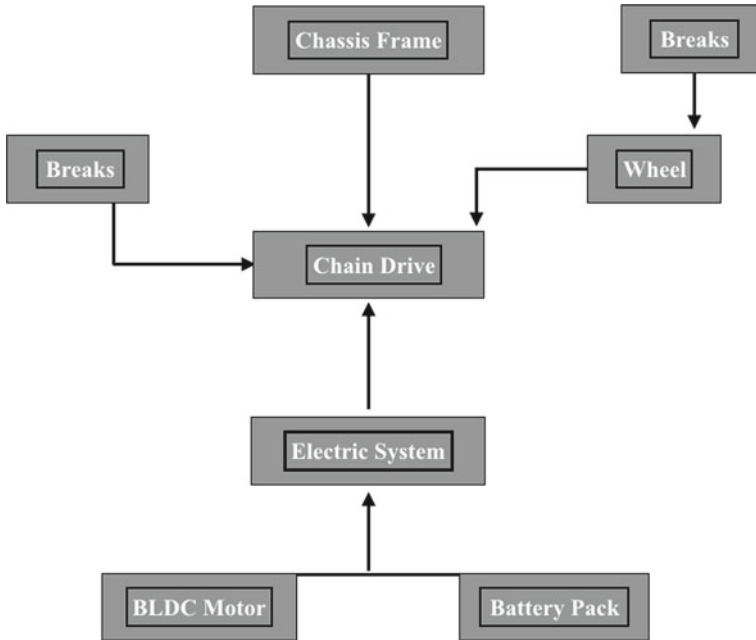 Chassis Frame
Breaks
Breaks
Wheel
Chain Drive
Electric System
BLDC Motor
Battery Pack